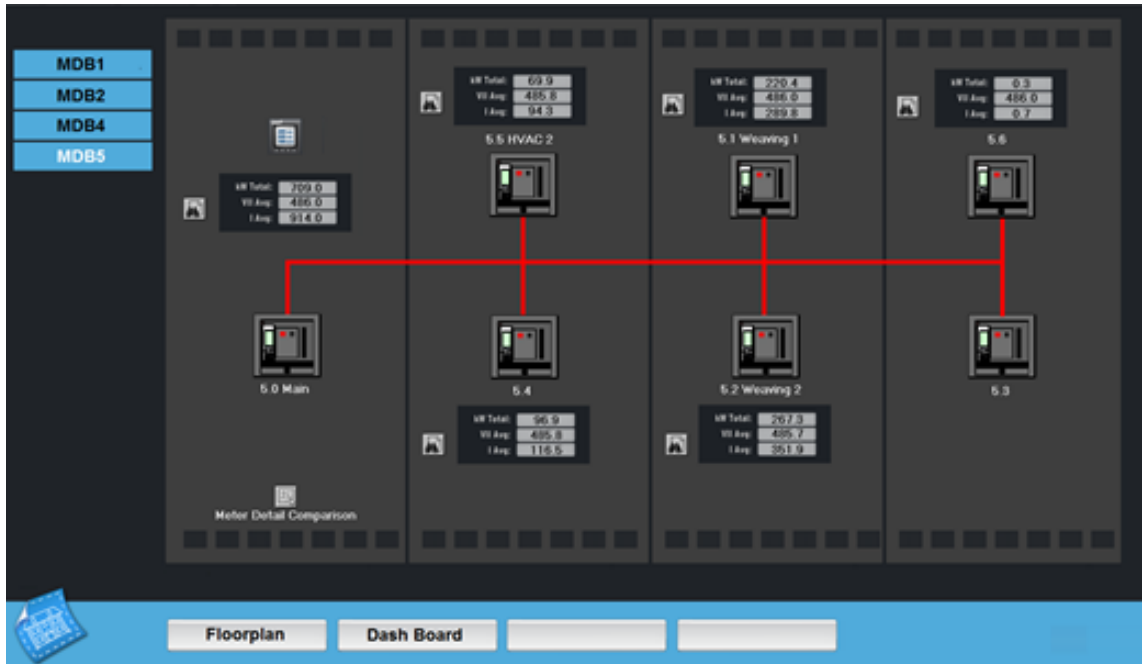 MDB1
MDB2
MDB4
MDB5
kW Total: 709.0
Vll Avg: 486.0
I Avg: 914.0
5.0 Main
Meter Detail Comparison
kW Total: 69.9
Vll Avg: 485.8
I Avg: 94.3
5.5 HVAC 2
5.4
kW Total: 96.9
Vll Avg: 485.8
I Avg: 116.5
kW Total: 220.4
Vll Avg: 486.0
I Avg: 289.8
5.1 Weaving 1
5.2 Weaving 2
kW Total: 267.3
Vll Avg: 485.7
I Avg: 351.9
kW Total: 0.3
Vll Avg: 486.0
I Avg: 0.7
5.6
5.3
Floorplan
Dash Board